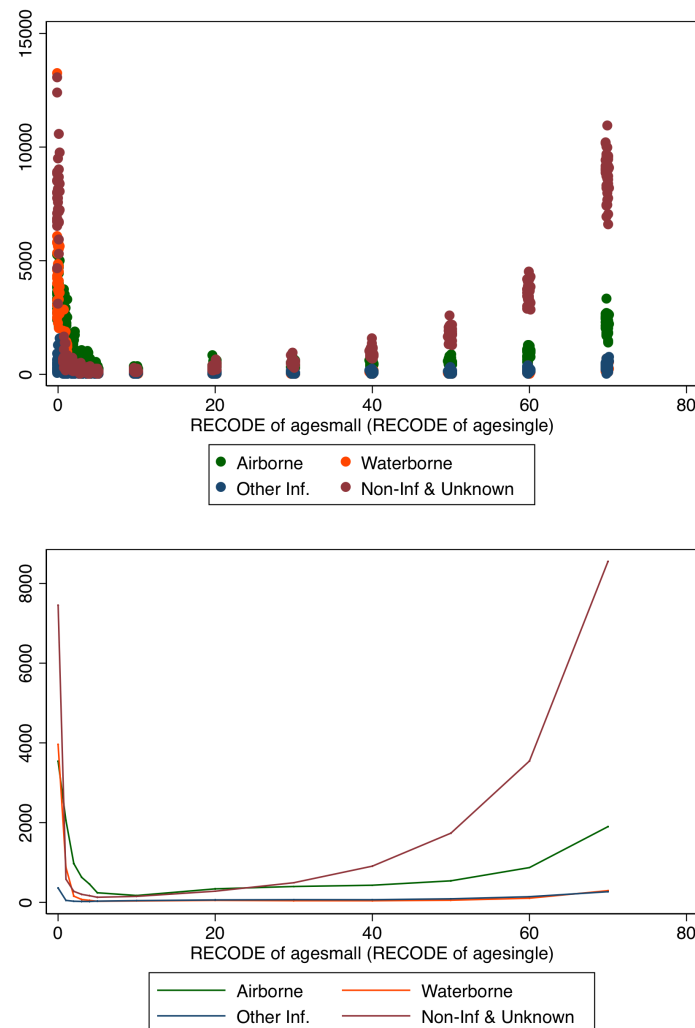 15000
10000
5000
0
0 20 40 60 80
RECODE of agesmall (RECODE of agesingle)
Airborne Waterborne
Other Inf. Non-Inf & Unknown
8000
6000
4000
2000
0
0 20 40 60 80
RECODE of agesmall (RECODE of agesingle)
Airborne Waterborne
Other Inf. Non-Inf & Unknown